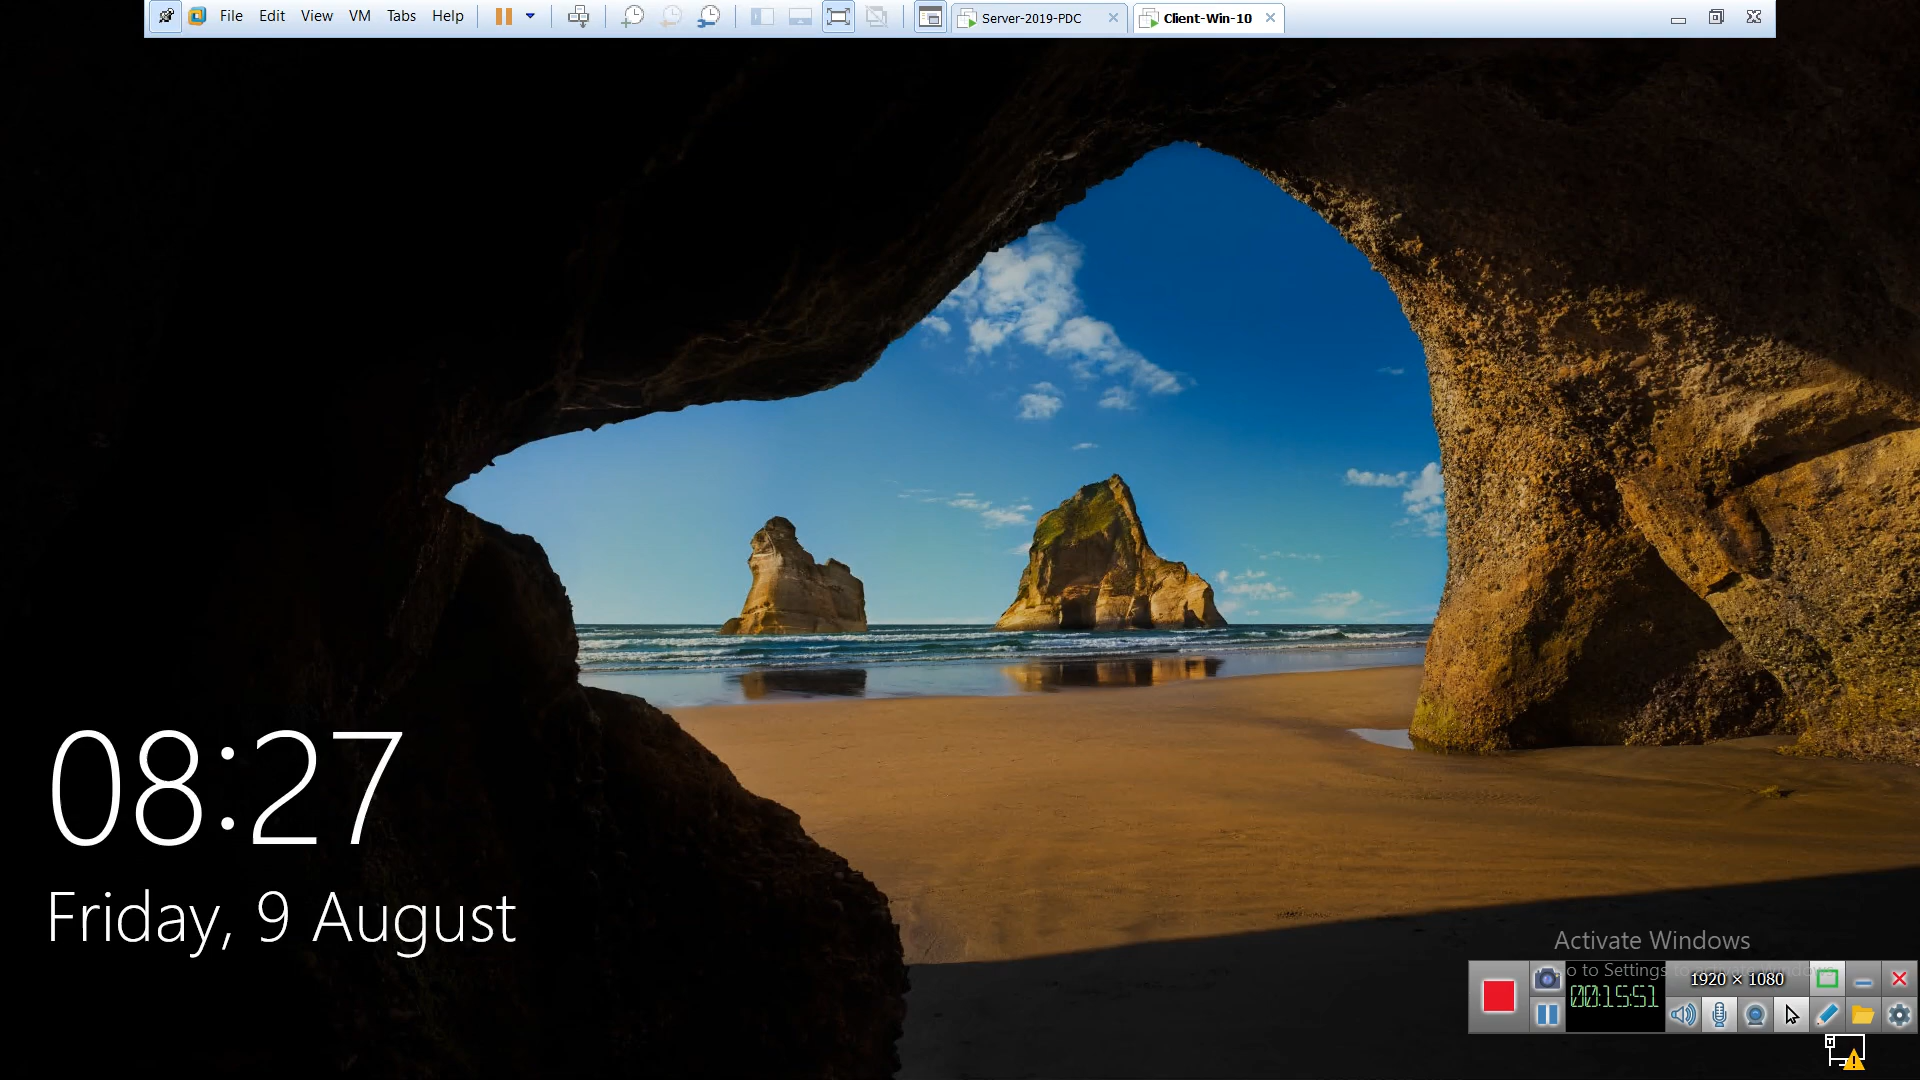 File Edit View VM Tabs Help
Server-2019-PDC
Client-Win-10
08:27
Friday, 9 August
Activate Windows
o to Settings to
1920 × 1080
00:15:51